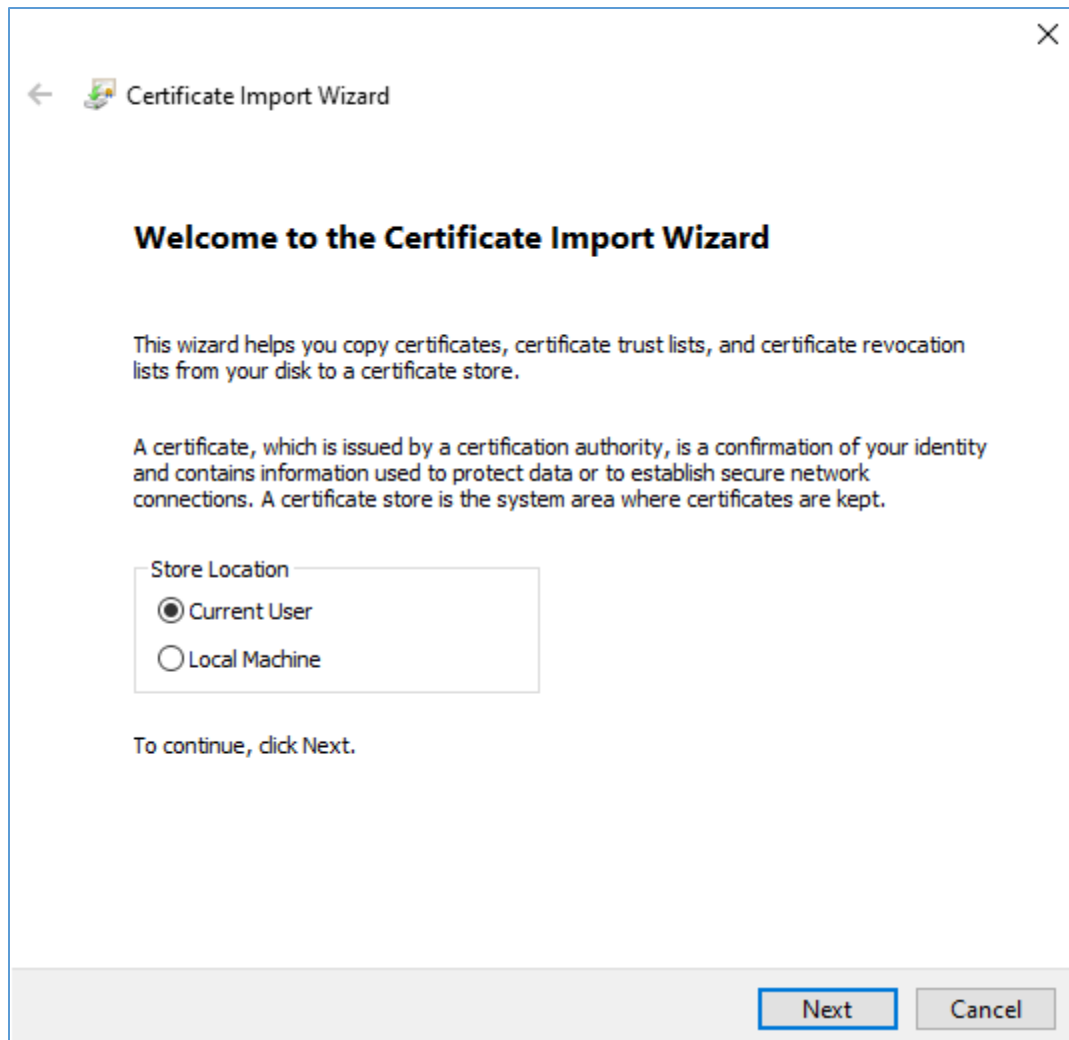 Certificate Import Wizard
Welcome to the Certificate Import Wizard
This wizard helps you copy certificates, certificate trust lists, and certificate revocation
lists from your disk to a certificate store.
A certificate, which is issued by a certification authority, is a confirmation of your identity
and contains information used to protect data or to establish secure network
connections. A certificate store is the system area where certificates are kept.
Store Location
Current User
Local Machine
To continue, click Next.
Next Cancel